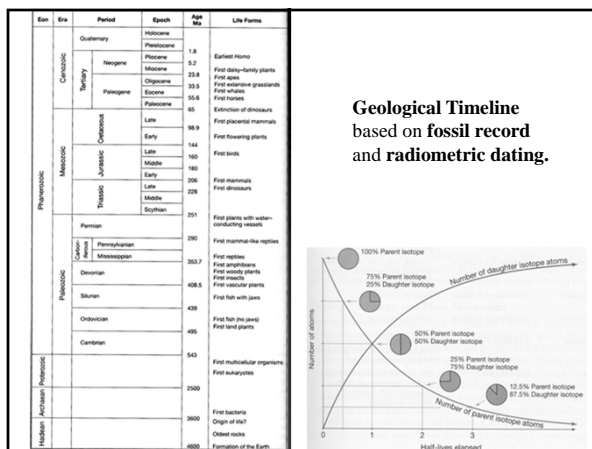 Eon Era Period Epoch Age Ma Life Forms
Phanerozoic
Cenozoic
Quaternary
Holocene
Pleistocene
1.8
Tertiary
Neogene
Pliocene
5.2
Miocene
23.8
Paleogene
Oligocene
33.5
Eocene
55.6
Paleocene
65
Earliest Homo
First daisy-family plants
First apes
First extensive grasslands
First whales
First horses
Extinction of dinosaurs
Mesozoic
Cretaceous
Late
98.9
Early
144
First placental mammals
First flowering plants
Jurassic
Late
160
Middle
180
Early
206
First birds
Triassic
Late
228
Middle
Scythian
251
First mammals
First dinosaurs
Paleozoic
Permian
290
First plants with water-
conducting vessels
Carbon-
iferous
Pennsylvanian
Mississippian
353.7
First mammal-like reptiles
First reptiles
Devonian
408.5
First amphibians
First woody plants
First insects
First vascular plants
Silurian
439
First fish with jaws
Ordovician
495
First fish (no jaws)
First land plants
Cambrian
543
Proterozoic
2500
First multicellular organisms
First eukaryotes
Archaean
3600
First bacteria
Hadean
4600
Origin of life?
Oldest rocks
Formation of the Earth
Geological Timeline
based on fossil record
and radiometric dating.
100% Parent isotope
75% Parent isotope
25% Daughter isotope
Number of daughter isotope atoms
50% Parent isotope
50% Daughter isotope
25% Parent isotope
75% Daughter isotope
12.5% Parent isotope
87.5% Daughter isotope
Number of parent isotope atoms
Number of atoms
0 1 2 3
Half-lives elapsed